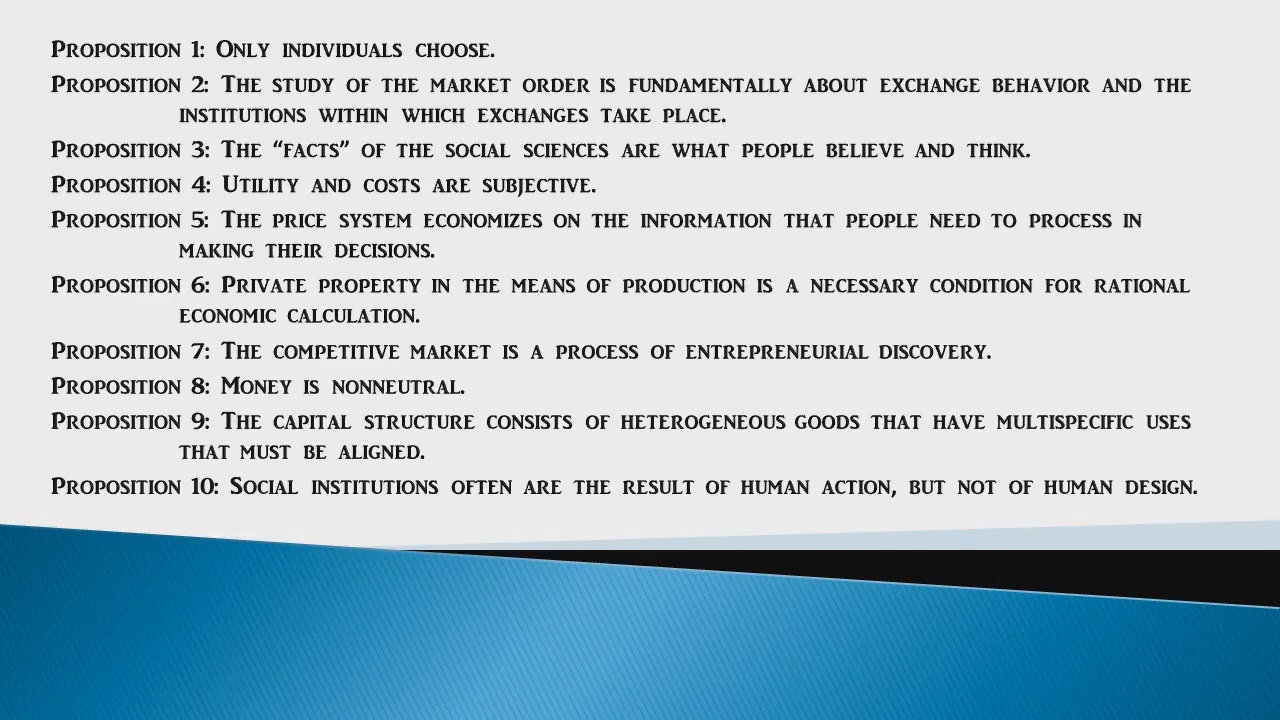 Proposition 1: Only individuals choose.
Proposition 2: The study of the market order is fundamentally about exchange behavior and the
institutions within which exchanges take place.
Proposition 3: The “facts” of the social sciences are what people believe and think.
Proposition 4: Utility and costs are subjective.
Proposition 5: The price system economizes on the information that people need to process in
making their decisions.
Proposition 6: Private property in the means of production is a necessary condition for rational
economic calculation.
Proposition 7: The competitive market is a process of entrepreneurial discovery.
Proposition 8: Money is nonneutral.
Proposition 9: The capital structure consists of heterogeneous goods that have multispecific uses
that must be aligned.
Proposition 10: Social institutions often are the result of human action, but not of human design.